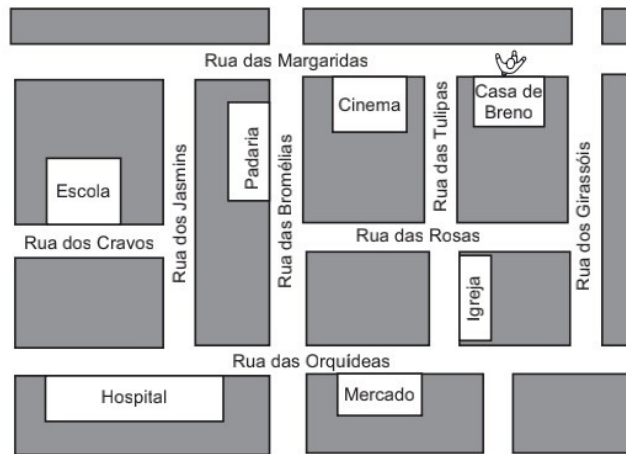 Rua das Margaridas
Cinema
Casa de
Breno
Padaria
Escola
Rua dos Jasmins
Rua das Bromélias
Rua das Tulipas
Rua dos Girassóis
Rua dos Cravos
Rua das Rosas
Igreja
Rua das Orquídeas
Hospital
Mercado